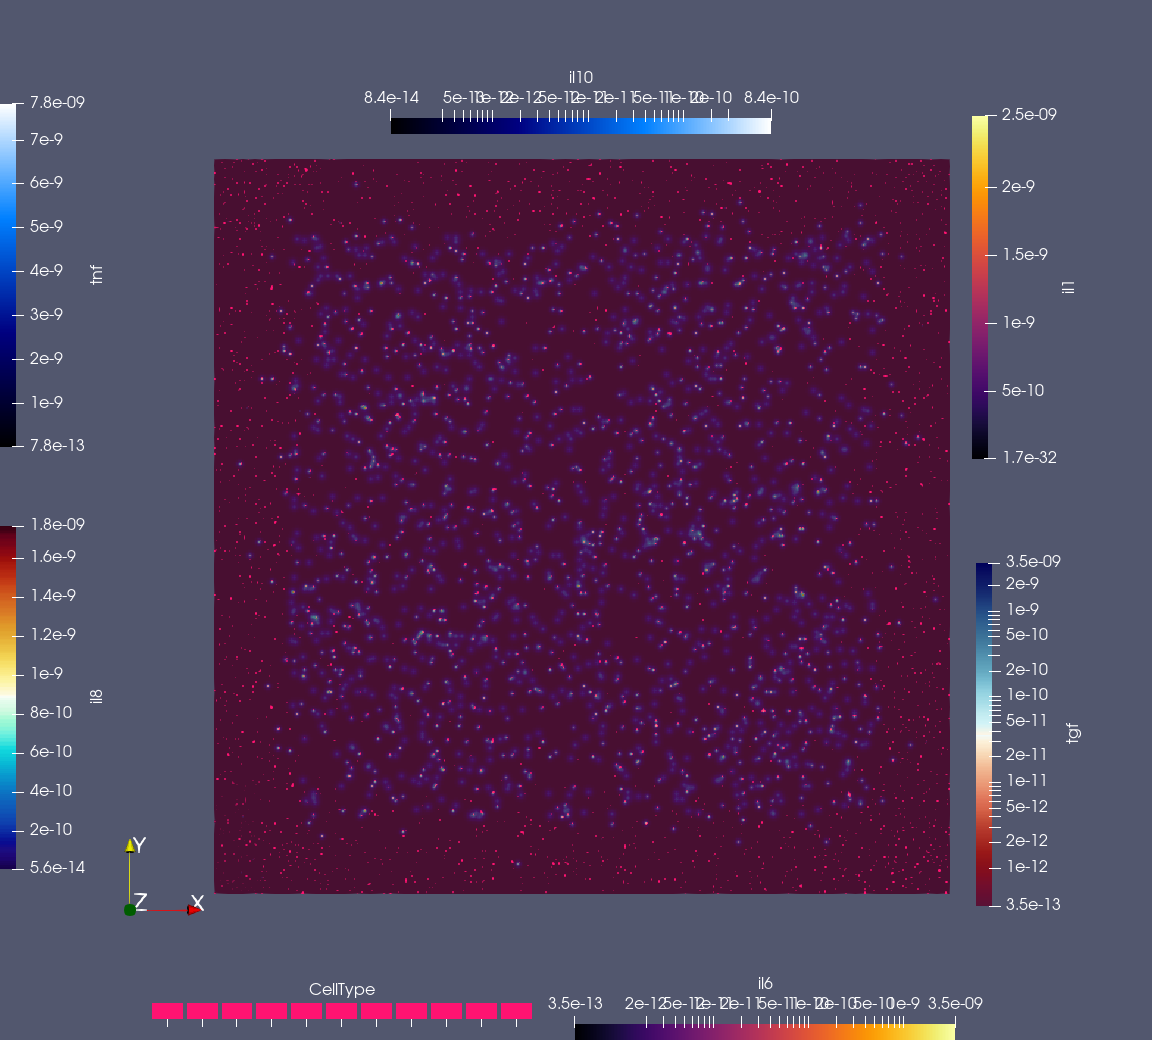 il10
8.4e-14
5e-13
1e-12
2e-12
5e-12
1e-11
2e-11
5e-11
1e-10
2e-10
8.4e-10
7.8e-09
7e-9
6e-9
5e-9
4e-9
3e-9
2e-9
1e-9
7.8e-13
tnf
2.5e-09
2e-9
1.5e-9
1e-9
5e-10
1.7e-32
il1
1.8e-09
1.6e-9
1.4e-9
1.2e-9
1e-9
8e-10
6e-10
4e-10
2e-10
5.6e-14
il8
3.5e-09
2e-9
1e-9
5e-10
2e-10
1e-10
5e-11
2e-11
1e-11
5e-12
2e-12
1e-12
3.5e-13
tgf
Y
Z
X
CellType
il6
3.5e-13
2e-12
5e-12
1e-11
2e-11
5e-11
1e-10
2e-10
5e-10
1e-9
3.5e-09